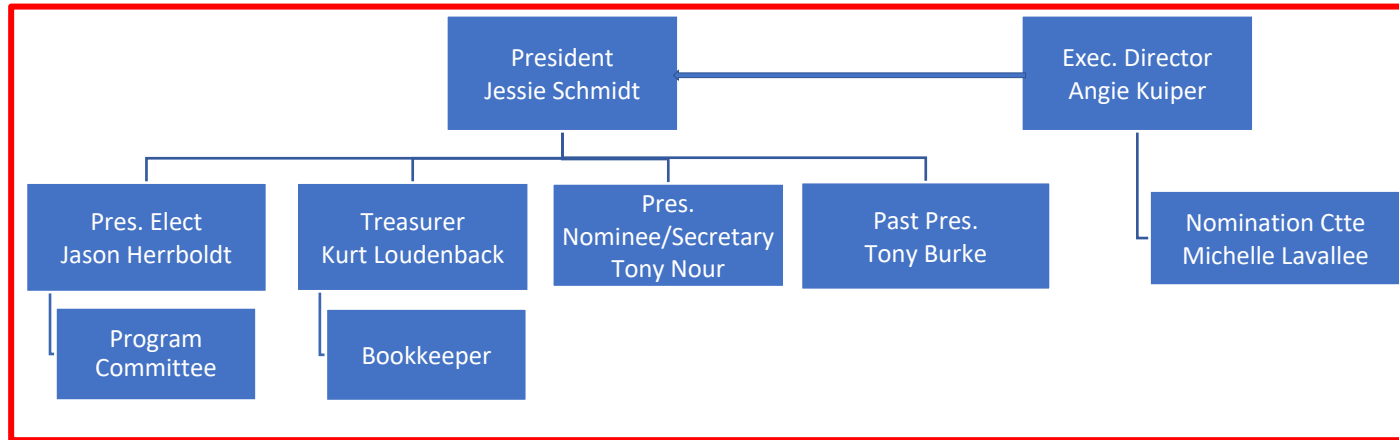 President
Jessie Schmidt
Exec. Director
Angie Kuiper
Pres. Elect
Jason Herrboldt
Treasurer
Kurt Loudenback
Pres.
Nominee/Secretary
Tony Nour
Past Pres.
Tony Burke
Nomination Ctte
Michelle Lavallee
Program
Committee
Bookkeeper